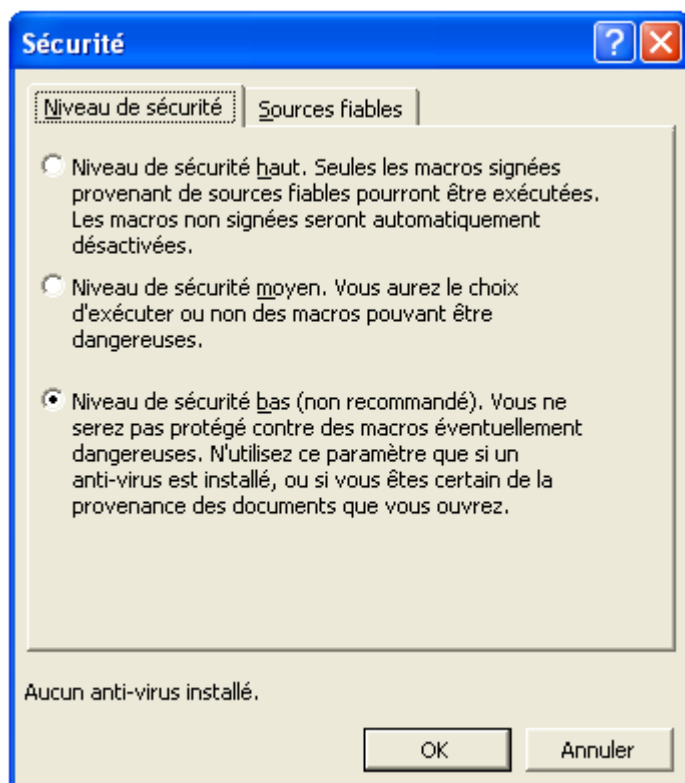 Sécurité
Niveau de sécurité
Sources fiables
Niveau de sécurité haut. Seules les macros signées
provenant de sources fiables pourront être exécutées.
Les macros non signées seront automatiquement
désactivées.
Niveau de sécurité moyen. Vous aurez le choix
d'exécuter ou non des macros pouvant être
dangereuses.
Niveau de sécurité bas (non recommandé). Vous ne
serez pas protégé contre des macros éventuellement
dangereuses. N'utilisez ce paramètre que si un
anti-virus est installé, ou si vous êtes certain de la
provenance des documents que vous ouvrez.
Aucun anti-virus installé.
OK
Annuler